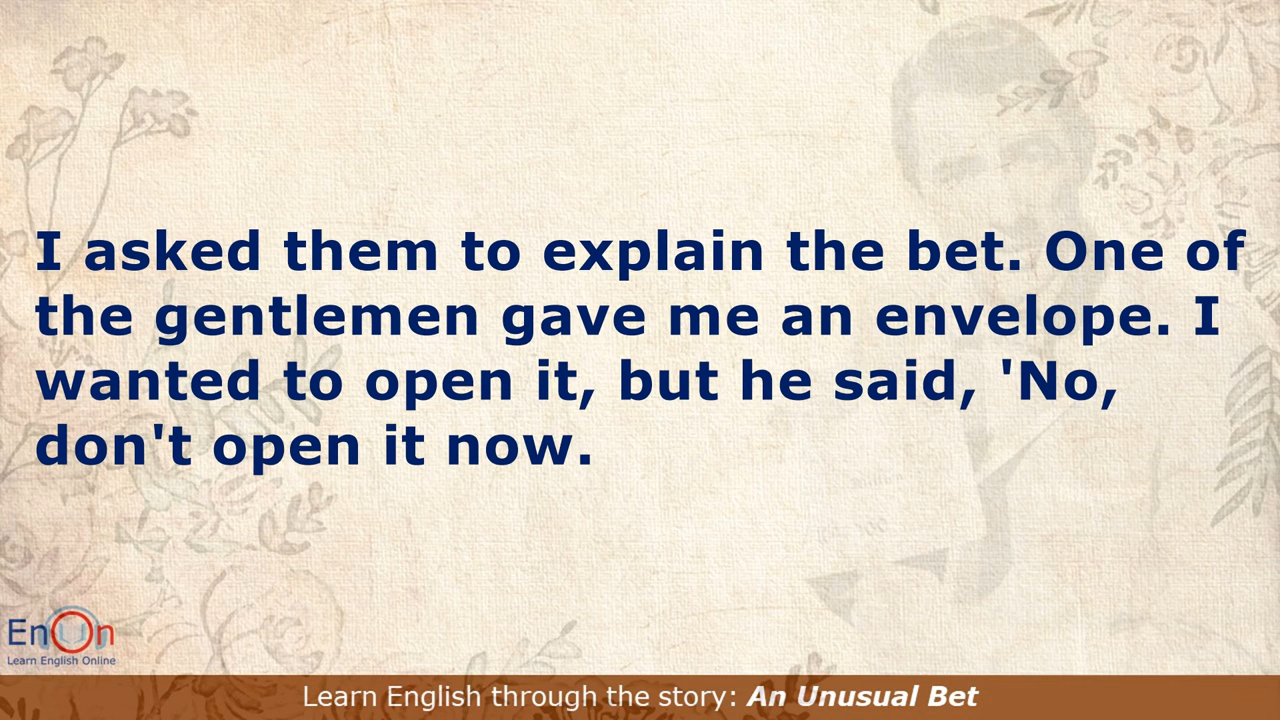 I asked them to explain the bet. One of
the gentlemen gave me an envelope. I
wanted to open it, but he said, 'No,
don't open it now.
EnOn
Learn English Online
Learn English through the story: An Unusual Bet